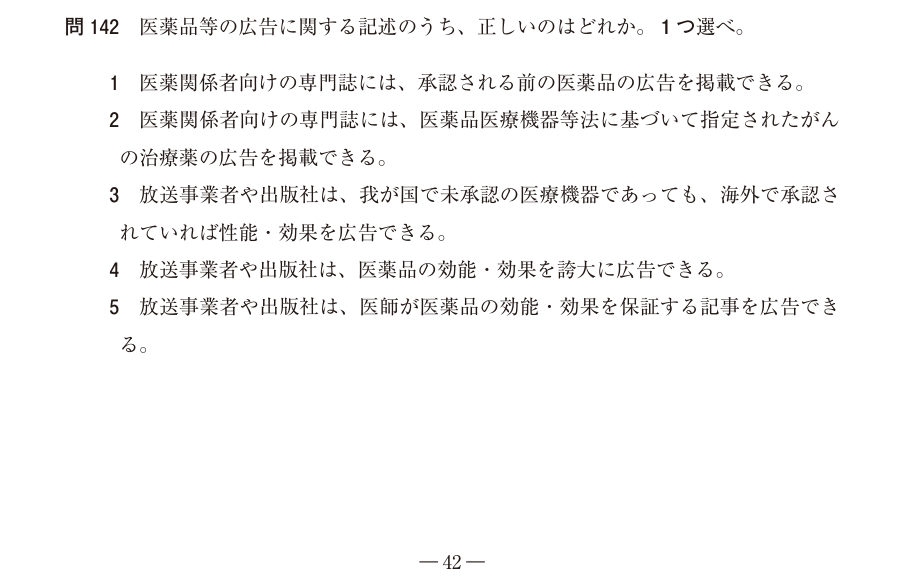 問 142　医薬品等の広告に関する記述のうち、正しいのはどれか。1つ選べ。
1　医薬関係者向けの専門誌には、承認される前の医薬品の広告を掲載できる。
2　医薬関係者向けの専門誌には、医薬品医療機器等法に基づいて指定されたがん
の治療薬の広告を掲載できる。
3　放送事業者や出版社は、我が国で未承認の医療機器であっても、海外で承認さ
れていれば性能・効果を広告できる。
4　放送事業者や出版社は、医薬品の効能・効果を誇大に広告できる。
5　放送事業者や出版社は、医師が医薬品の効能・効果を保証する記事を広告でき
る。
― 42 ―